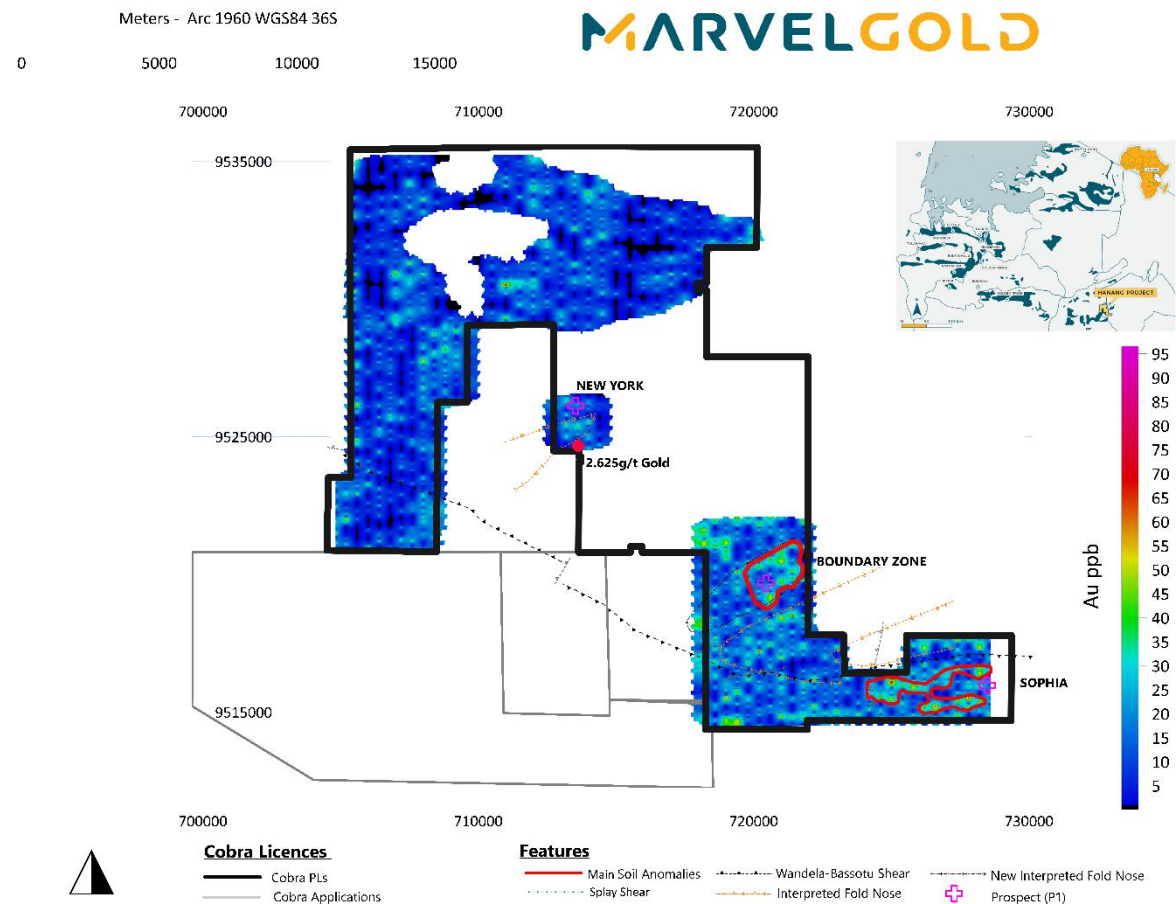 Meters - Arc 1960 WGS84 36S
MARVELGOLD
0 5000 10000 15000
700000 710000 720000 730000
9535000
HANANG PROJECT
NEW YORK
9525000
2.625g/t Gold
BOUNDARY ZONE
SOPHIA
9515000
95
90
85
80
75
70
65
60
55
50
45
40
35
30
25
20
15
10
5
Au ppb
700000 710000 720000 730000
Cobra Licences
Cobra PLs
Cobra Applications
Features
Main Soil Anomalies
Wandela-Bassotu Shear
New Interpreted Fold Nose
Splay Shear
Interpreted Fold Nose
Prospect (P1)